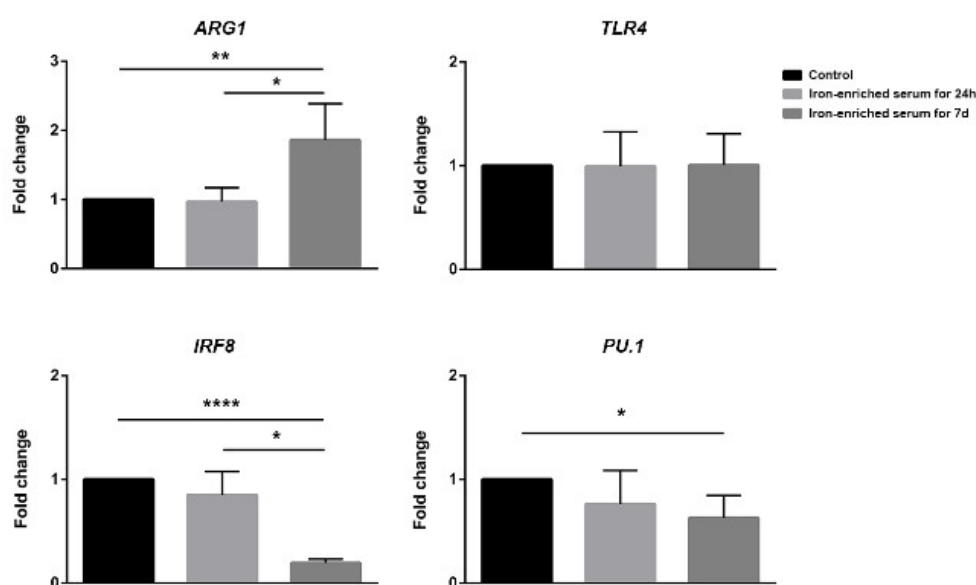 ARG1
Fold change
3
2
1
0
**
*
TLR4
Fold change
2
1
0
Control
Iron-enriched serum for 24h
Iron-enriched serum for 7d
IRF8
Fold change
2
1
0
****
*
PU.1
Fold change
2
1
0
*